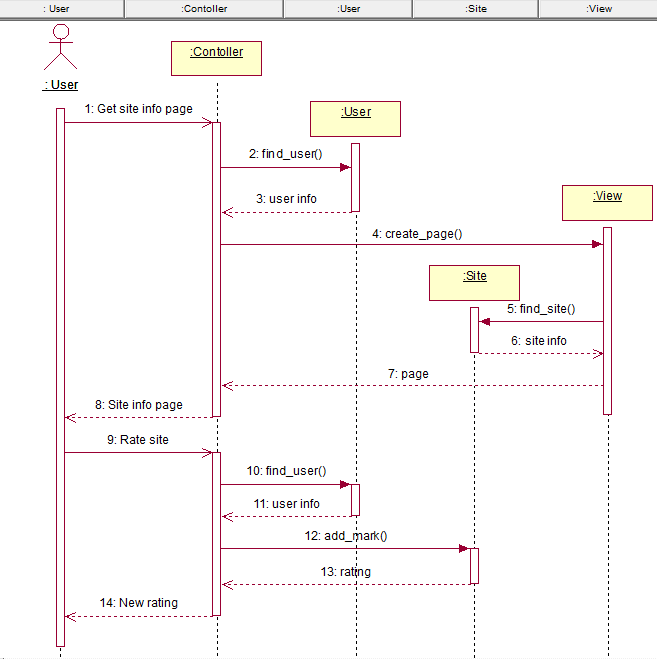 : User
:Contoller
:User
:Site
:View
:Contoller
: User
1: Get site info page
:User
2: find_user()
3: user info
:View
4: create_page()
:Site
5: find_site()
6: site info
7: page
8: Site info page
9: Rate site
10: find_user()
11: user info
12: add_mark()
13: rating
14: New rating